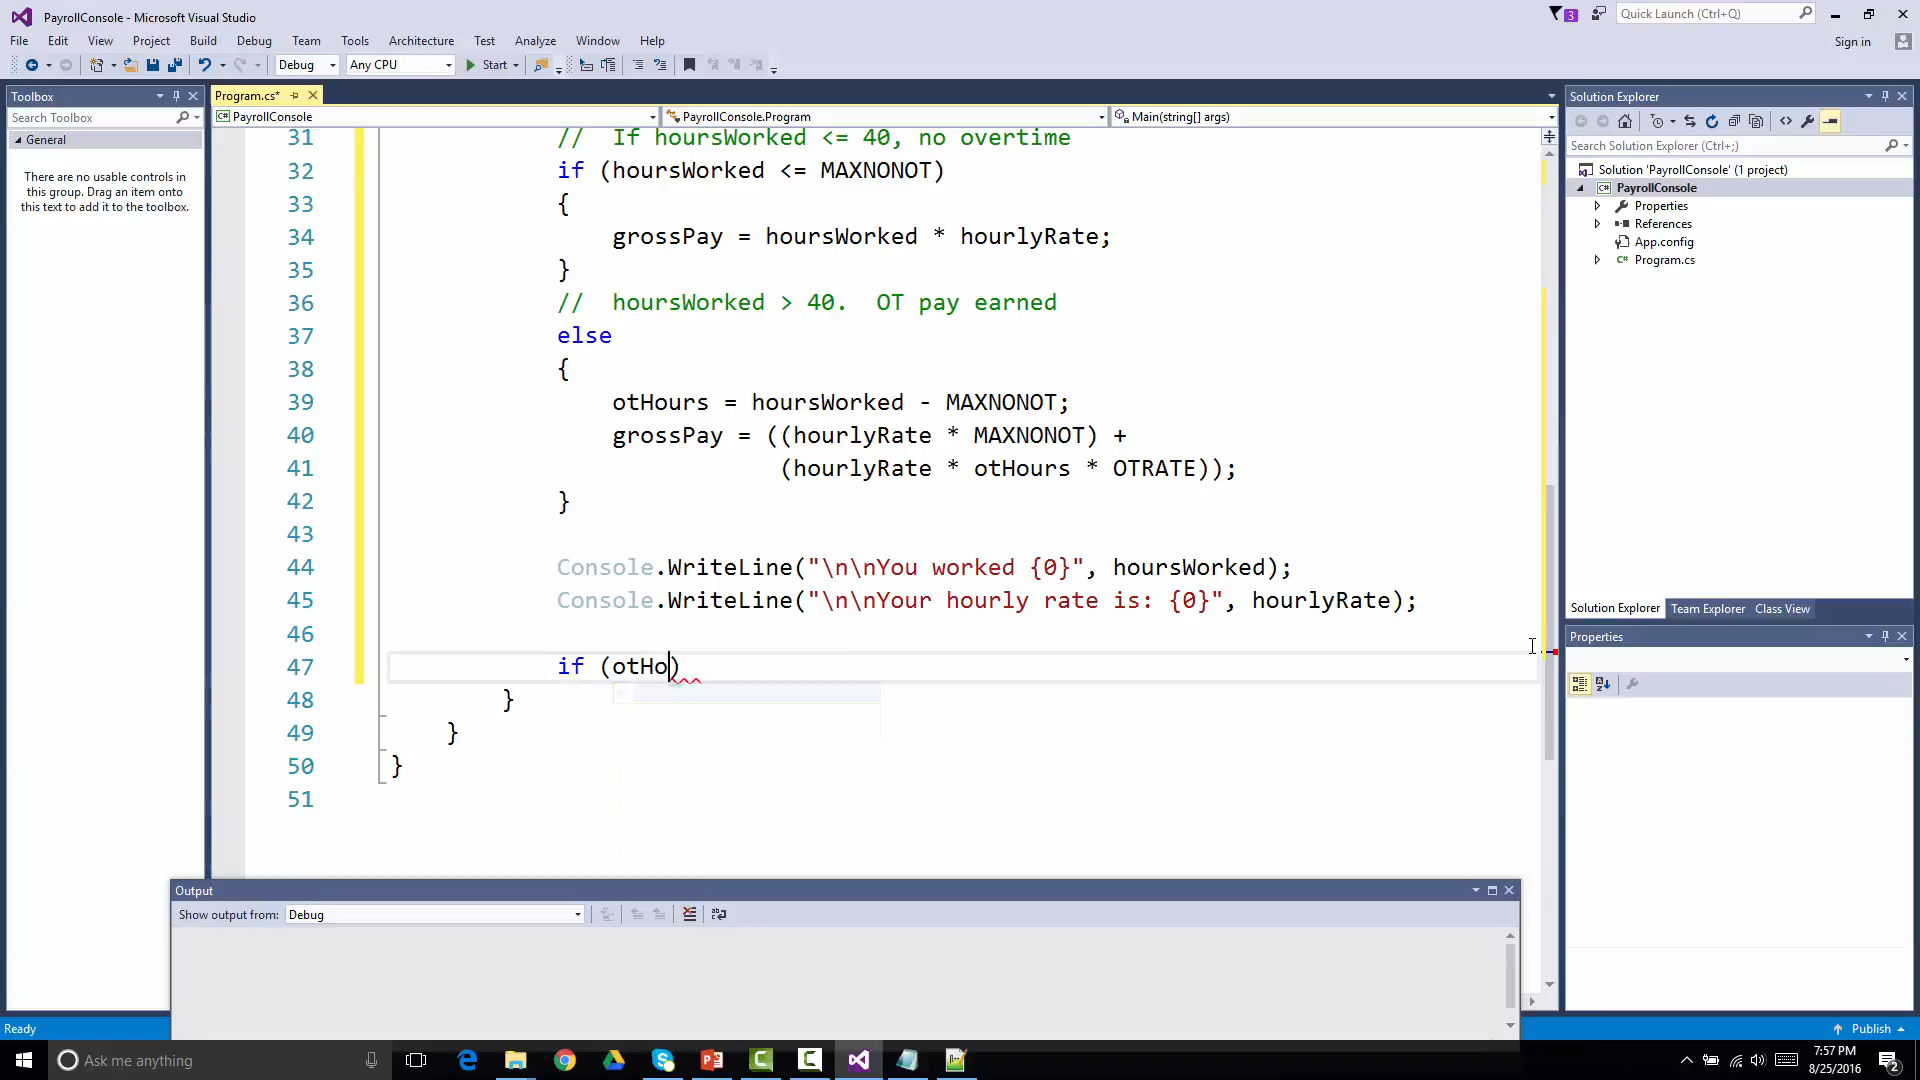 PayrollConsole - Microsoft Visual Studio
3
Quick Launch (Ctrl+Q)
File Edit View Project Build Debug Team Tools Architecture Test Analyze Window Help
Sign in
Debug Any CPU Start
Toolbox
Search Toolbox
General
There are no usable controls in
this group. Drag an item onto
this text to add it to the toolbox.
Program.cs*
PayrollConsole PayrollConsole.Program Main(string[] args)
31 // If hoursWorked <= 40, no overtime
32 if (hoursWorked <= MAXNONOT)
33 {
34 grossPay = hoursWorked * hourlyRate;
35 }
36 // hoursWorked > 40. OT pay earned
37 else
38 {
39 otHours = hoursWorked - MAXNONOT;
40 grossPay = ((hourlyRate * MAXNONOT) +
41 (hourlyRate * otHours * OTRATE));
42 }
43
44 Console.WriteLine("\n\nYou worked {0}", hoursWorked);
45 Console.WriteLine("\n\nYour hourly rate is: {0}", hourlyRate);
46
47 if (otHo)
48 }
49 }
50 }
51
Solution Explorer
Search Solution Explorer (Ctrl+;)
Solution 'PayrollConsole' (1 project)
PayrollConsole
Properties
References
App.config
Program.cs
Solution Explorer Team Explorer Class View
Properties
Output
Show output from: Debug
Ready
Publish
Ask me anything
7:57 PM
8/25/2016
2